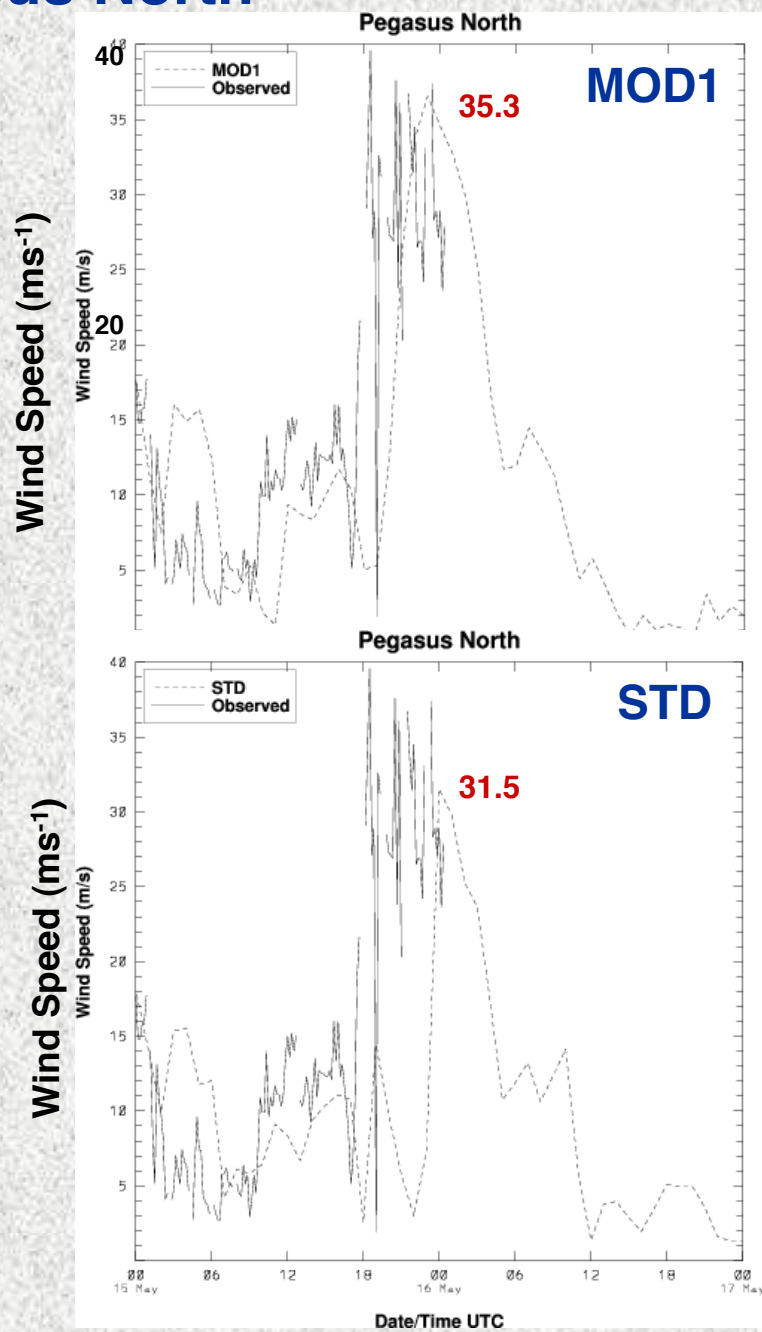 Pegasus North
40
MOD1
Observed
MOD1
35.3
40
35
30
25
20
20
15
10
5
Wind Speed (m/s)
Wind Speed (ms-1)
Pegasus North
STD
Observed
STD
31.5
40
35
30
25
20
15
10
5
Wind Speed (m/s)
Wind Speed (ms-1)
00 06 12 18 00 06 12 18 00
15 May 16 May 17 May
Date/Time UTC